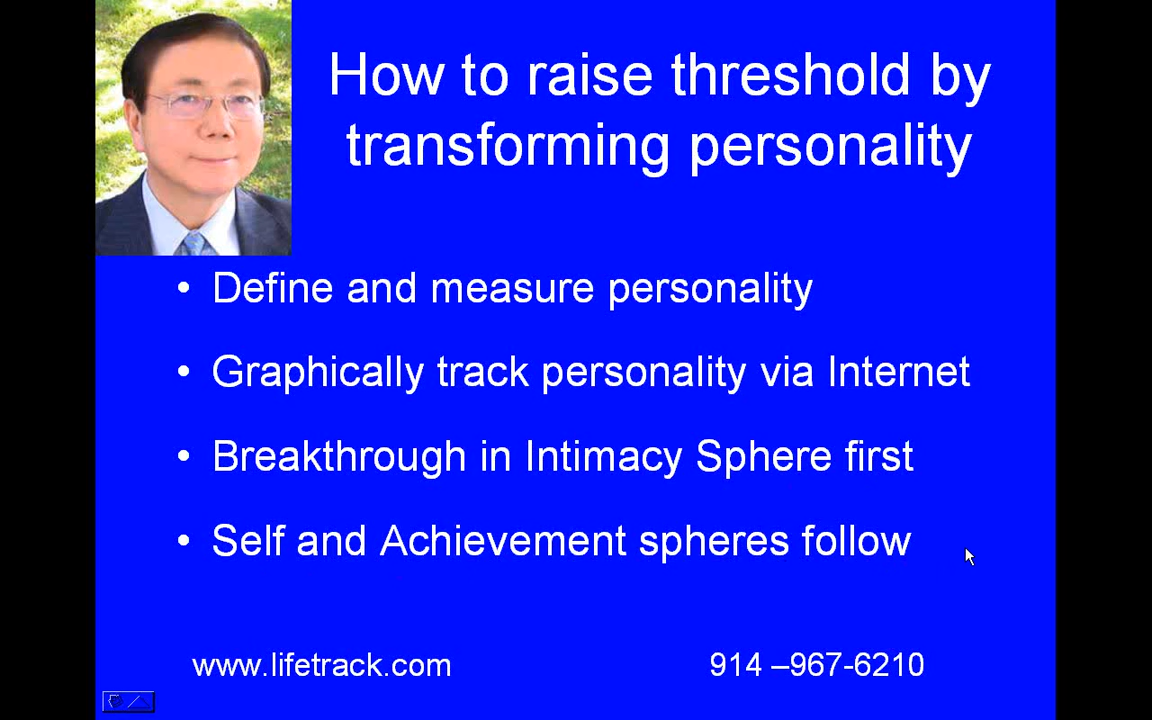 How to raise threshold by
transforming personality
• Define and measure personality
• Graphically track personality via Internet
• Breakthrough in Intimacy Sphere first
• Self and Achievement spheres follow
www.lifetrack.com 914 –967-6210